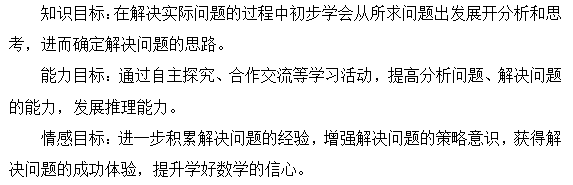 知识目标：在解决实际问题的过程中初步学会从所求问题出发展开分析和思
考，进而确定解决问题的思路。
能力目标：通过自主探究、合作交流等学习活动，提高分析问题、解决问题
的能力，发展推理能力。
情感目标：进一步积累解决问题的经验，增强解决问题的策略意识，获得解
决问题的成功体验，提升学好数学的信心。